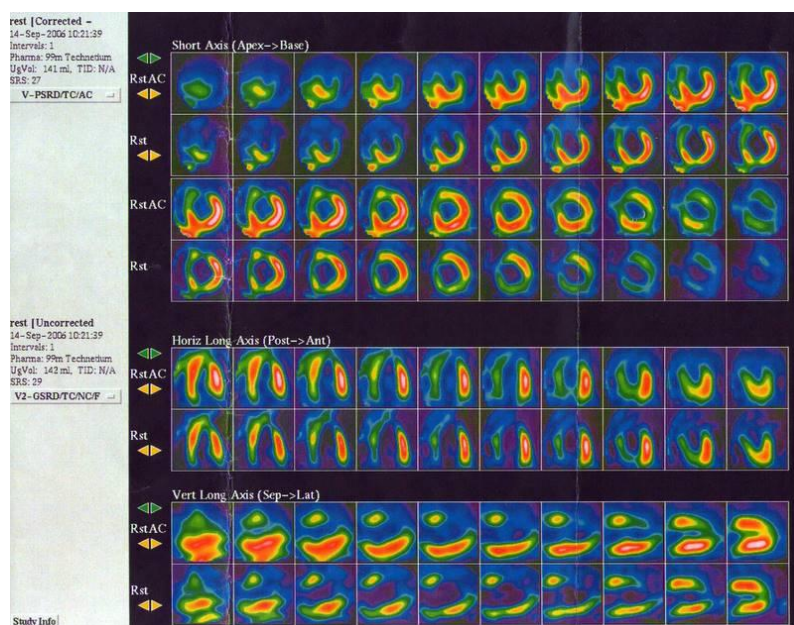 rest [Corrected -
14-Sep-2006 10:21:39
Intervals: 1
Pharma: 99m Technetium
UgVol: 141 ml, TID: N/A
SRS: 27
V-PSRD/TC/AC
Short Axis (Apex->Base)
RstAC
Rst
RstAC
Rst
rest [Uncorrected
14-Sep-2006 10:21:39
Intervals: 1
Pharma: 99m Technetium
UgVol: 142 ml, TID: N/A
SRS: 29
V2-GSRD/TC/NC/F
Horiz Long Axis (Post->Ant)
RstAC
Rst
Vert Long Axis (Sep->Lat)
RstAC
Rst
Study Info